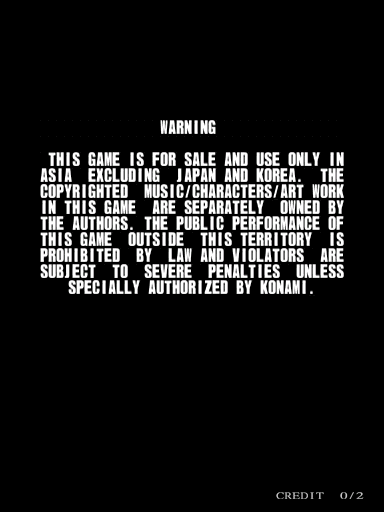 WARNING
THIS GAME IS FOR SALE AND USE ONLY IN
ASIA EXCLUDING JAPAN AND KOREA. THE
COPYRIGHTED MUSIC/CHARACTERS/ART WORK
IN THIS GAME ARE SEPARATELY OWNED BY
THE AUTHORS. THE PUBLIC PERFORMANCE OF
THIS GAME OUTSIDE THIS TERRITORY IS
PROHIBITED BY LAW AND VIOLATORS ARE
SUBJECT TO SEVERE PENALTIES UNLESS
SPECIALLY AUTHORIZED BY KONAMI.
CREDIT 0/2